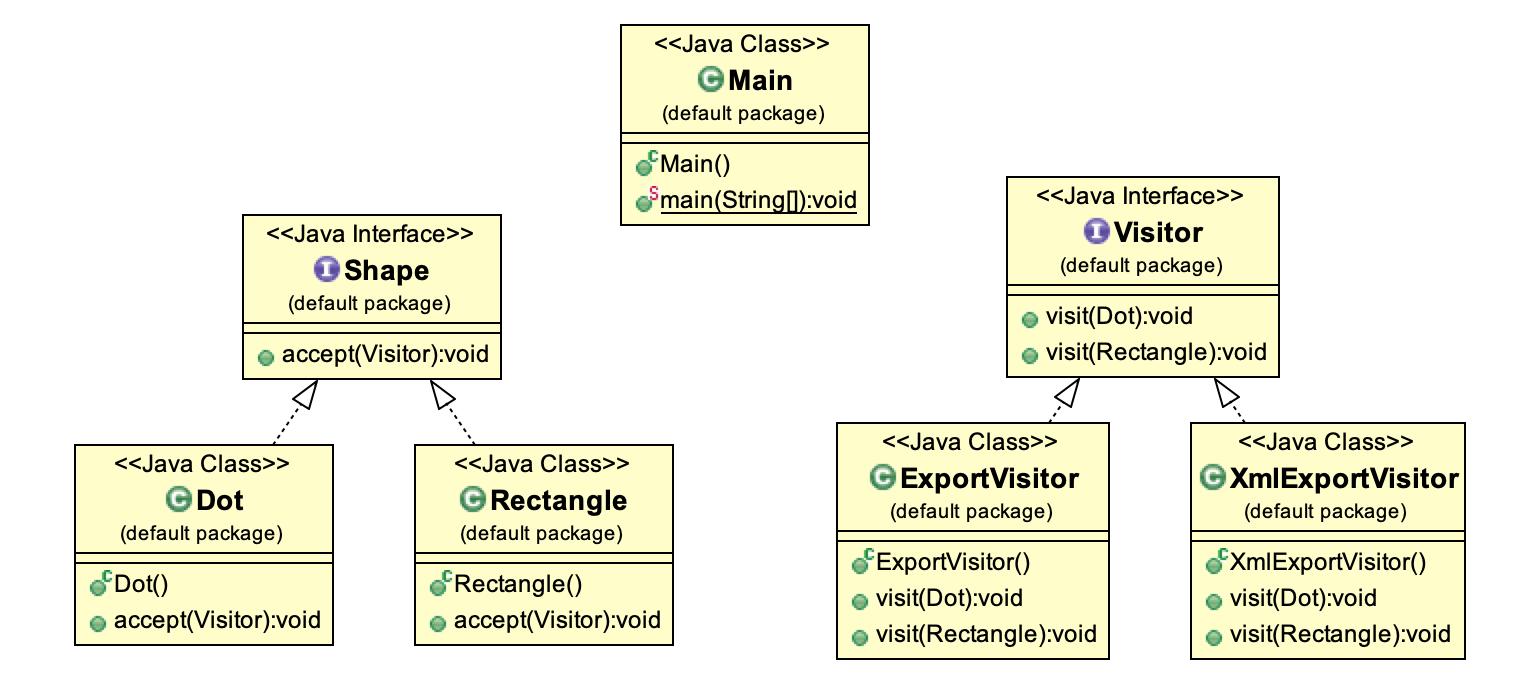 <<Java Class>>
Main
(default package)
Main()
main(String[]):void
<<Java Interface>>
Shape
(default package)
accept(Visitor):void
<<Java Interface>>
Visitor
(default package)
visit(Dot):void
visit(Rectangle):void
<<Java Class>>
Dot
(default package)
Dot()
accept(Visitor):void
<<Java Class>>
Rectangle
(default package)
Rectangle()
accept(Visitor):void
<<Java Class>>
ExportVisitor
(default package)
ExportVisitor()
visit(Dot):void
visit(Rectangle):void
<<Java Class>>
XmlExportVisitor
(default package)
XmlExportVisitor()
visit(Dot):void
visit(Rectangle):void